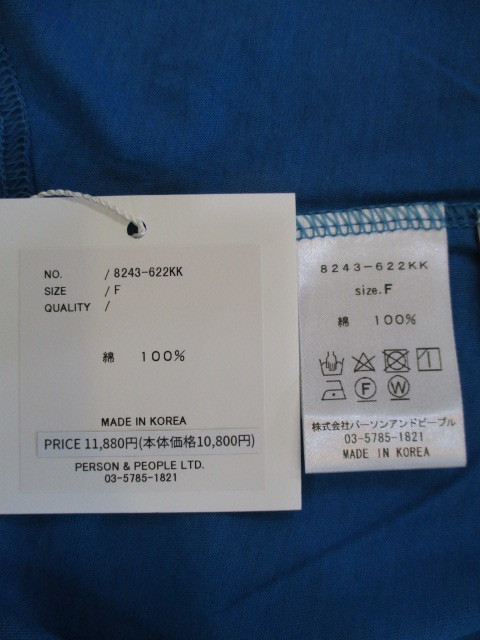 NO. / 8243-622KK
SIZE / F
QUALITY /
綿 100%
MADE IN KOREA
PRICE 11,880円(本体価格10,800円)
PERSON & PEOPLE LTD.
03-5785-1821
8243-622KK
size.F
綿 100%
F W
株式会社パーソンアンドピープル
03-5785-1821
MADE IN KOREA